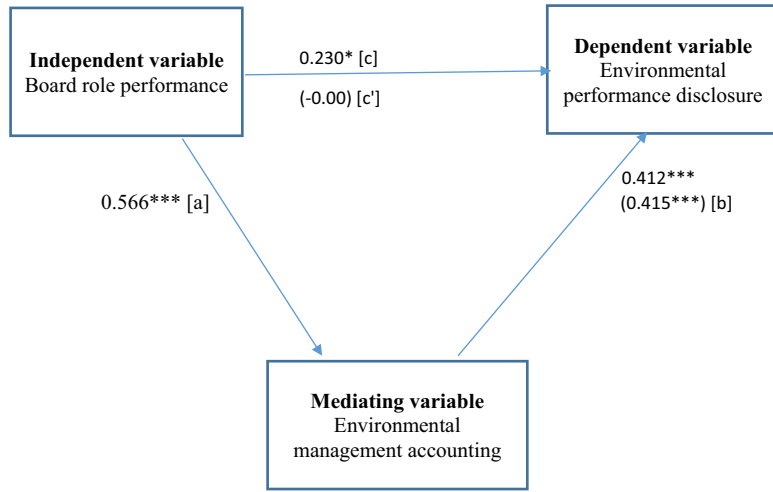 Independent variable
Board role performance
0.230* [c]
(-0.00) [c']
Dependent variable
Environmental
performance disclosure
0.566*** [a]
0.412***
(0.415***) [b]
Mediating variable
Environmental
management accounting